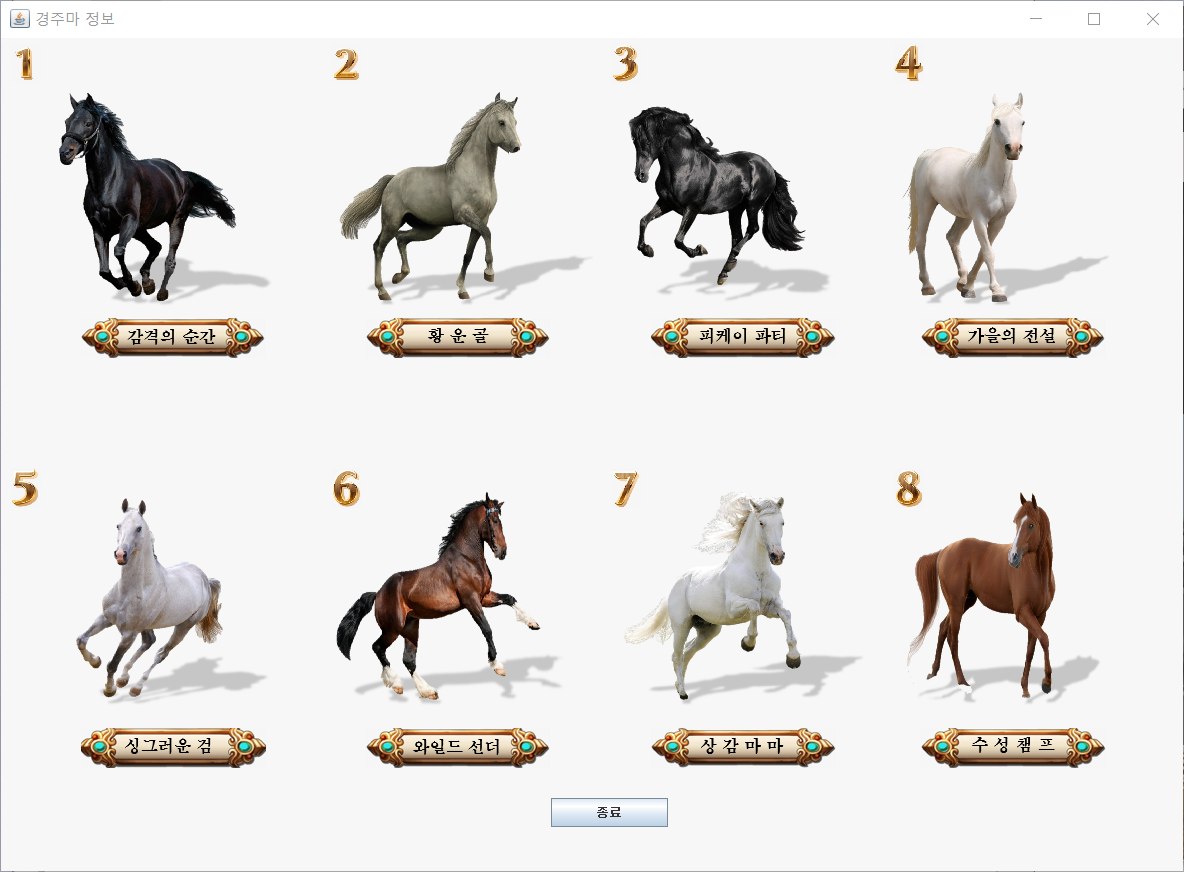 경주마 정보
1
2
3
4
감격의 순간
황 운 골
피케이 파티
가을의 전설
5
6
7
8
싱그러운 검
와일드 선더
상 감 마 마
수 성 챔 프
종료